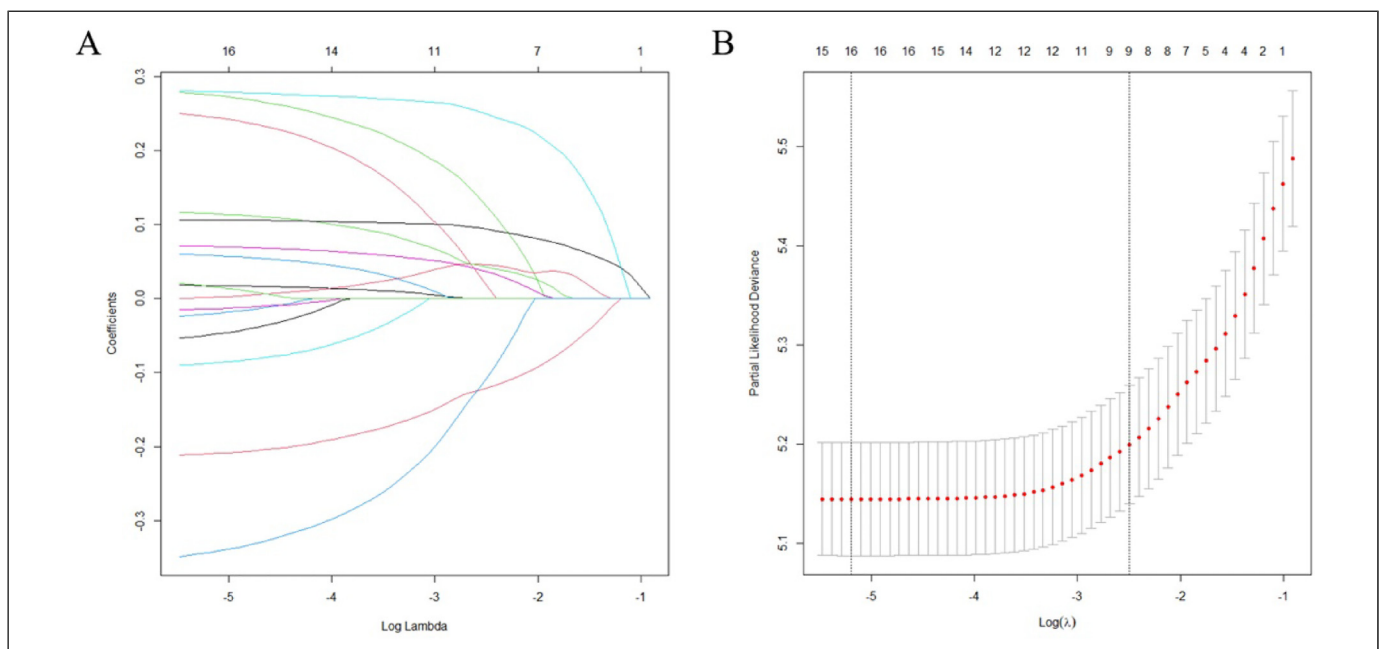 A
16 14 11 7 1
0.3
0.2
0.1
0.0
-0.1
-0.2
-0.3
Coefficients
-5 -4 -3 -2 -1
Log Lambda
B
15 16 16 16 15 14 12 12 12 11 9 9 8 8 7 5 4 4 2 1
5.5
5.4
5.3
5.2
5.1
Partial Likelihood Deviance
-5 -4 -3 -2 -1
Log(λ)